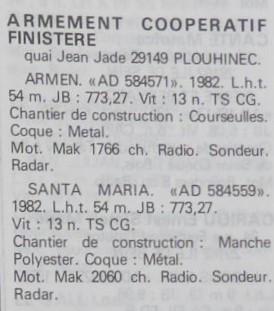 ARMEMENT COOPERATIF
FINISTERE
quai Jean Jade 29149 PLOUHINEC.
ARMEN. «AD 584571». 1982. L.h.t.
54 m. JB : 773,27. Vit : 13 n. TS CG.
Chantier de construction : Courseulles.
Coque : Metal.
Mot. Mak 1766 ch. Radio. Sondeur.
Radar.
SANTA MARIA. «AD 584559».
1982. L.h.t. 54 m. JB : 773,27.
Vit : 13 n. TS CG.
Chantier de construction : Manche
Polyester. Coque : Métal.
Mot. Mak 2060 ch. Radio. Sondeur.
Radar.